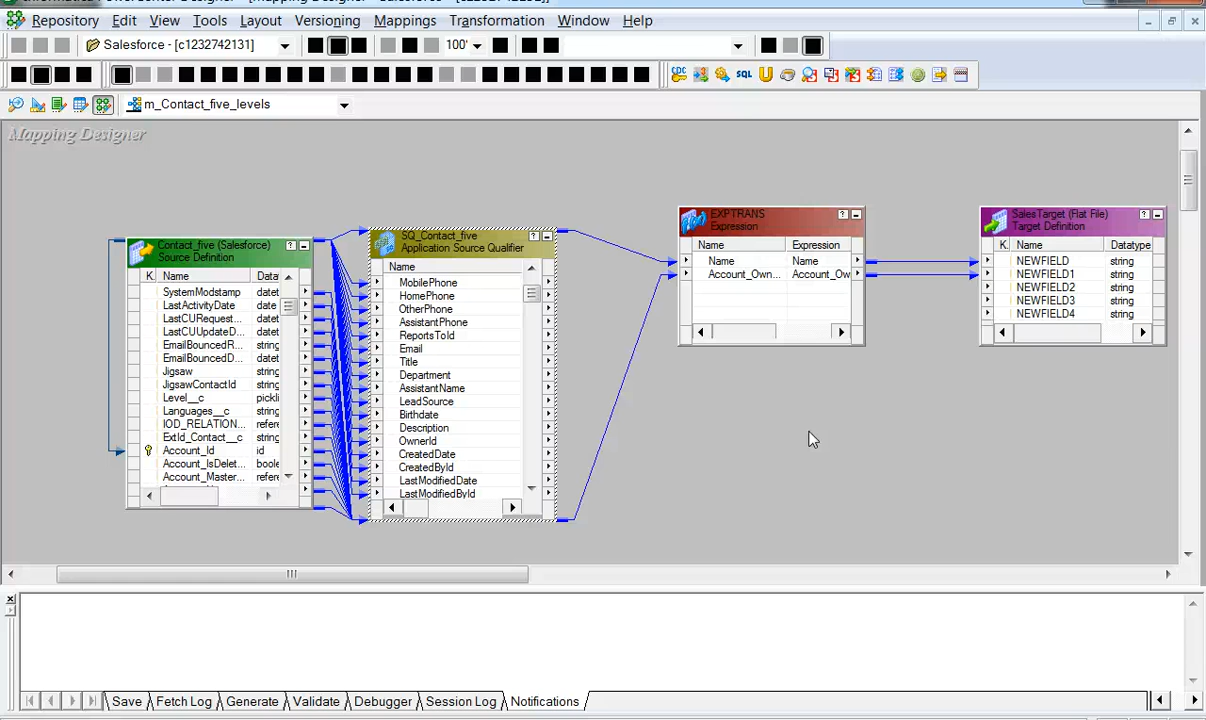 Repository Edit View Tools Layout Versioning Mappings Transformation Window Help
Salesforce - [c1232742131] 100%
SQL
m_Contact_five_levels
Mapping Designer
Contact_five (Salesforce)
Source Definition
K. Name Dat
SystemModstamp datet
LastActivityDate datet
LastCURequest... datet
LastCUUpdateD... datet
EmailBouncedR... string
EmailBouncedD... datet
Jigsaw string
JigsawContactId string
Level__c pickli
Languages__c string
IOD_RELATION... refere
ExtId_Contact__c string
Account_Id id
Account_IsDelet... boole
Account_Master... refere
SQ_Contact_five
Application Source Qualifier
Name
MobilePhone
HomePhone
OtherPhone
AssistantPhone
ReportsToId
Email
Title
Department
AssistantName
LeadSource
Birthdate
Description
OwnerId
CreatedDate
CreatedById
LastModifiedDate
LastModifiedById
EXPTRANS
Expression
Name Expression
Name Name
Account_Own... Account_Ow
SalesTarget (Flat File)
Target Definition
K. Name Datatype
NEWFIELD string
NEWFIELD1 string
NEWFIELD2 string
NEWFIELD3 string
NEWFIELD4 string
Save Fetch Log Generate Validate Debugger Session Log Notifications